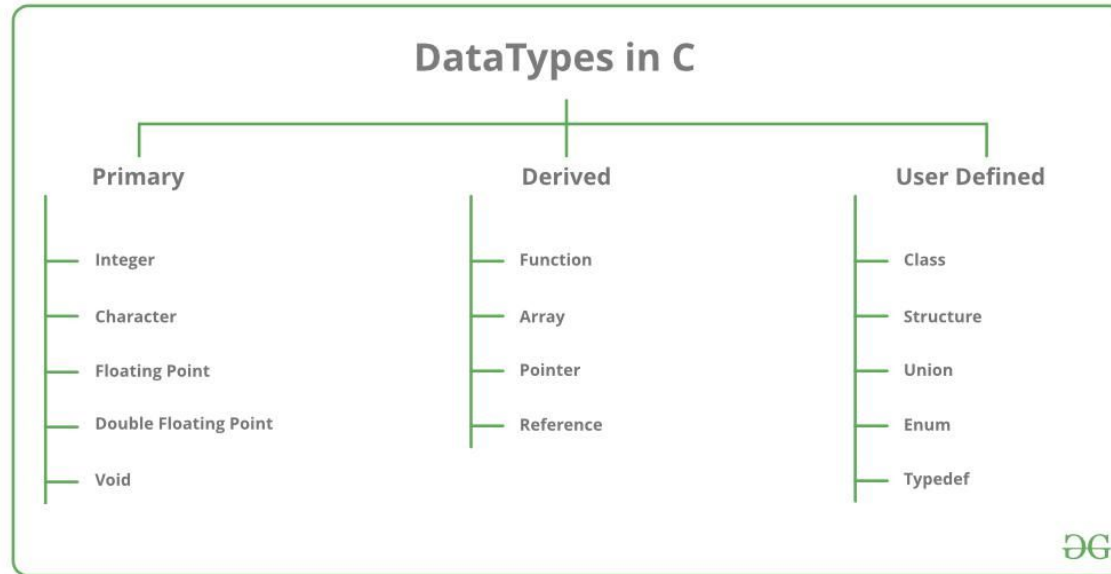 DataTypes in C
Primary
Integer
Character
Floating Point
Double Floating Point
Void
Derived
Function
Array
Pointer
Reference
User Defined
Class
Structure
Union
Enum
Typedef